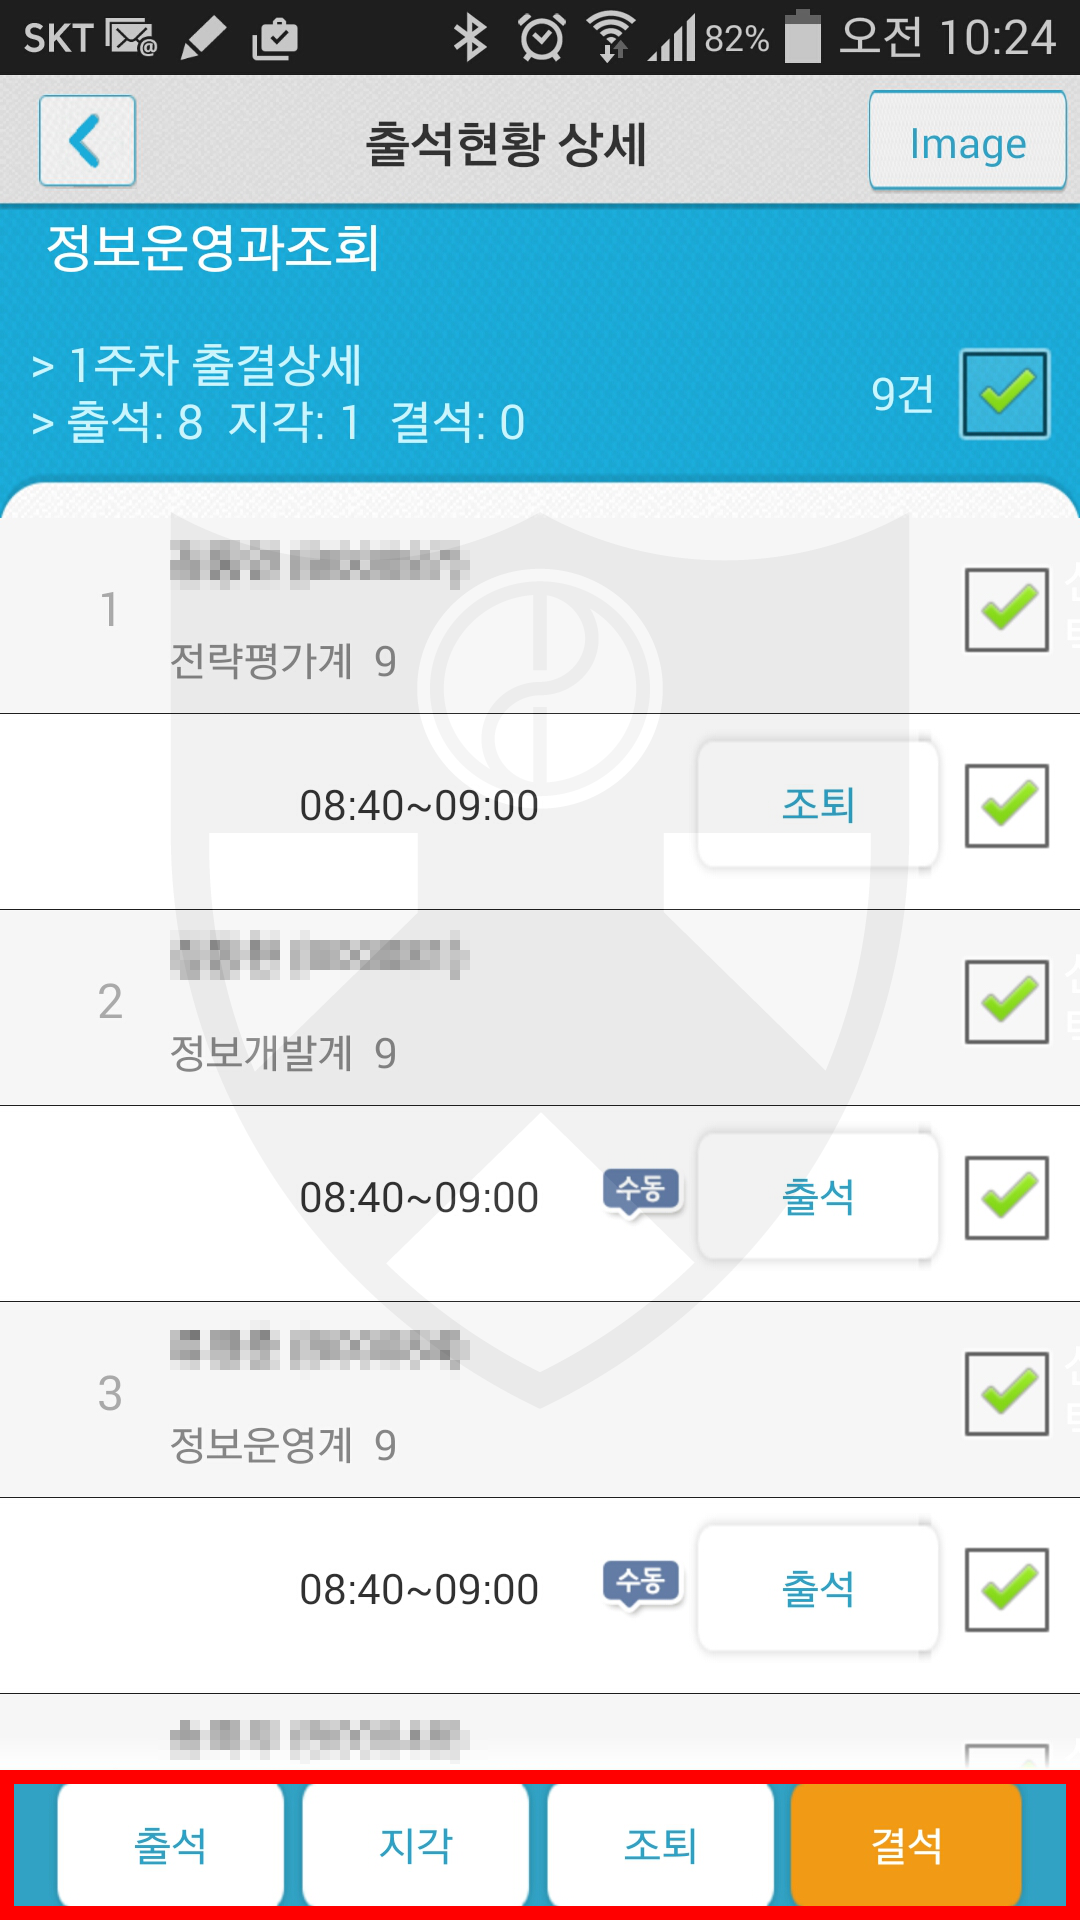 SKT 82% 오전 10:24
출석현황 상세
Image
정보운영과조회
> 1주차 출결상세
> 출석: 8 지각: 1 결석: 0
9건
1
전략평가계 9
08:40~09:00 조퇴
2
정보개발계 9
08:40~09:00 수동 출석
3
정보운영계 9
08:40~09:00 수동 출석
출석 지각 조퇴 결석